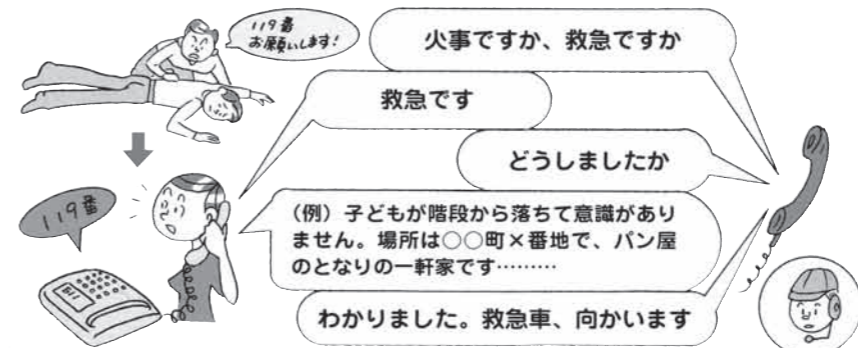 119番
お願いします!
火事ですか、救急ですか
救急です
どうしましたか
119番
(例)子どもが階段から落ちて意識があり
ません。場所は○○町×番地で、パン屋
のとなりの一軒家です………
わかりました。救急車、向かいます